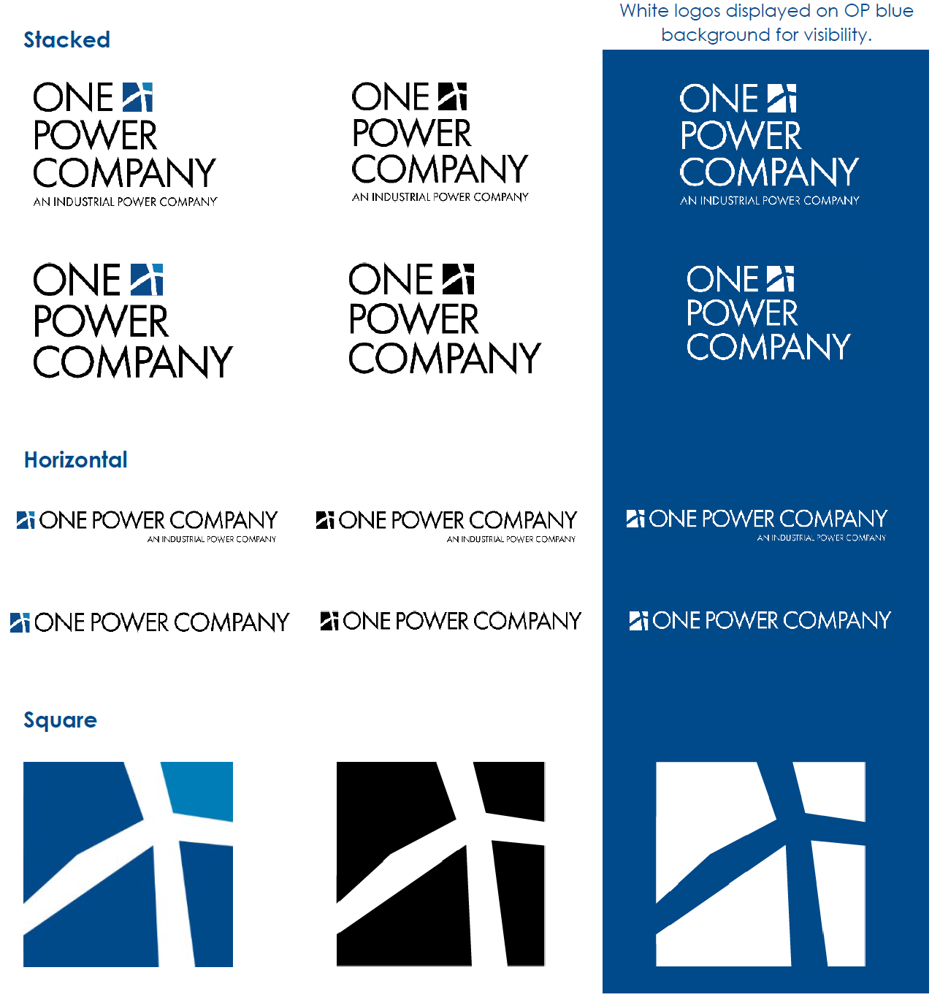 White logos displayed on OP blue
background for visibility.
Stacked
ONE
POWER
COMPANY
AN INDUSTRIAL POWER COMPANY
ONE
POWER
COMPANY
AN INDUSTRIAL POWER COMPANY
ONE
POWER
COMPANY
AN INDUSTRIAL POWER COMPANY
ONE
POWER
COMPANY
ONE
POWER
COMPANY
ONE
POWER
COMPANY
Horizontal
ONE POWER COMPANY
AN INDUSTRIAL POWER COMPANY
ONE POWER COMPANY
AN INDUSTRIAL POWER COMPANY
ONE POWER COMPANY
AN INDUSTRIAL POWER COMPANY
ONE POWER COMPANY
ONE POWER COMPANY
ONE POWER COMPANY
Square